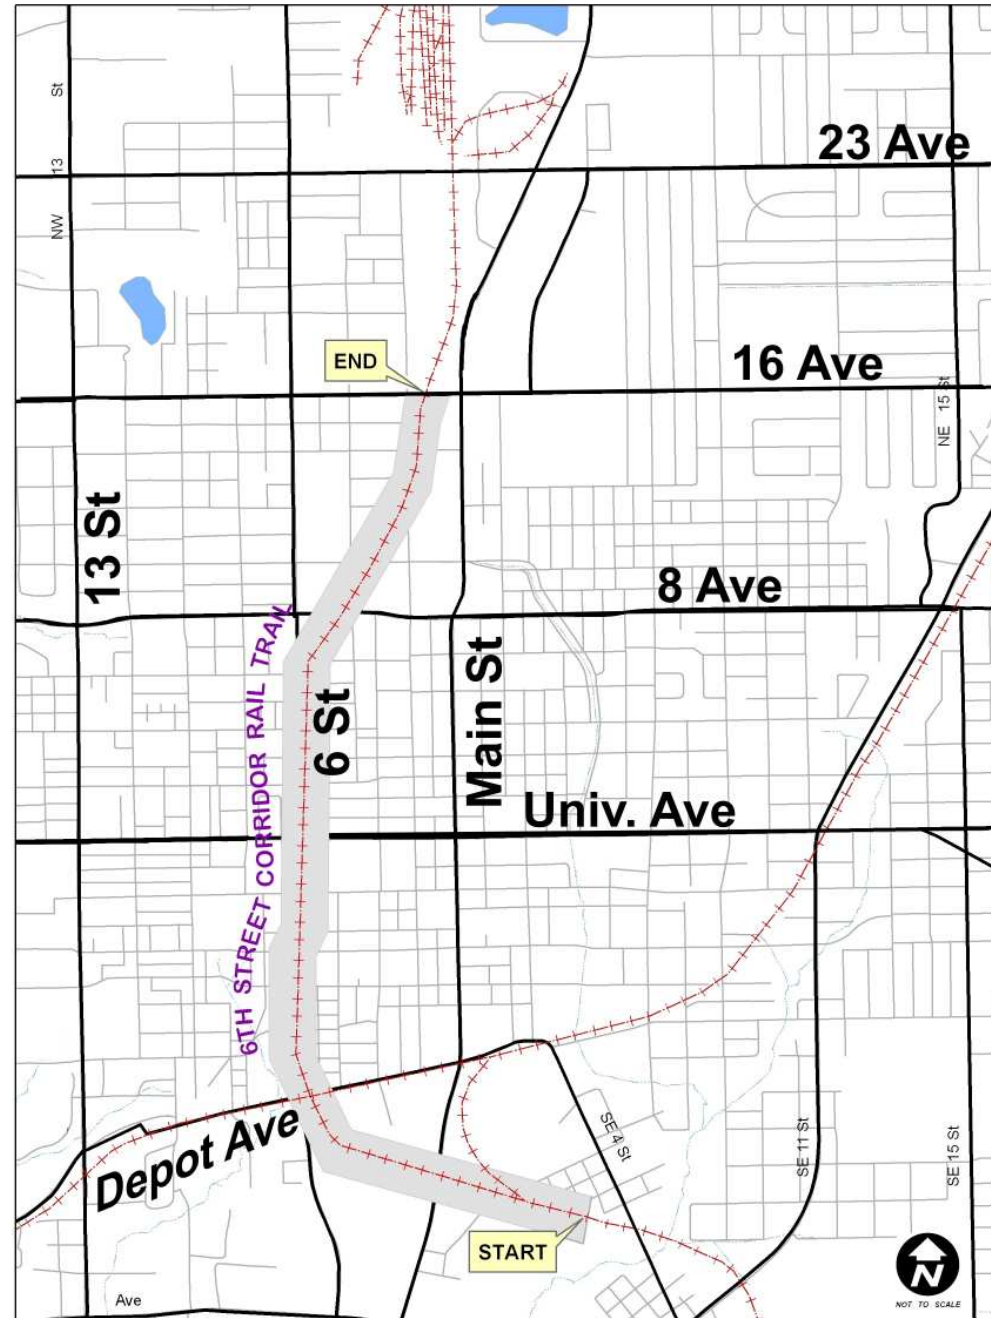 NW 13 St
23 Ave
END
16 Ave
NE 15 St
13 St
8 Ave
6TH STREET CORRIDOR RAIL TRAIL
6 St
Main St
Univ. Ave
Depot Ave
SE 4 St
SE 11 St
SE 15 St
START
Ave
N
NOT TO SCALE